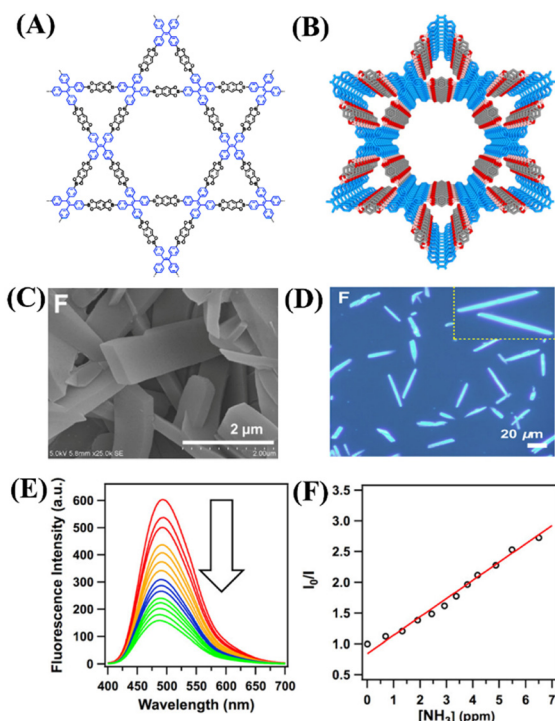 (A)
(B)
(C)
F
2 µm
5.0kV 5.8mm x25.0k SE
2.00um
(D)
F
20 µm
(E)
Fluorescence Intensity (a.u.)
600
500
400
300
200
100
0
400 450 500 550 600 650 700
Wavelength (nm)
(F)
I0/I
3.5
3.0
2.5
2.0
1.5
1.0
0.5
0 1 2 3 4 5 6 7
[NH3] (ppm)